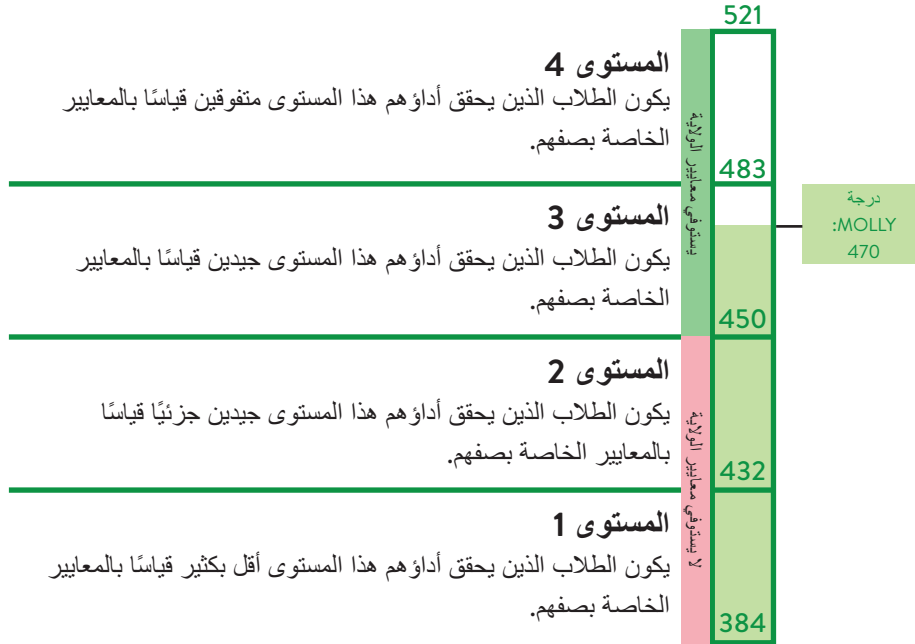 521
المستوى 4
يكون الطلاب الذين يحقق أداؤهم هذا المستوى متفوقين قياسًا بالمعايير
الخاصة بصفهم.
483
يستوفي معايير الولاية
درجة
MOLLY:
470
المستوى 3
يكون الطلاب الذين يحقق أداؤهم هذا المستوى جيدين قياسًا بالمعايير
الخاصة بصفهم.
450
المستوى 2
يكون الطلاب الذين يحقق أداؤهم هذا المستوى جيدين جزئيًا قياسًا
بالمعايير الخاصة بصفهم.
432
لا يستوفي معايير الولاية
المستوى 1
يكون الطلاب الذين يحقق أداؤهم هذا المستوى أقل بكثير قياسًا بالمعايير
الخاصة بصفهم.
384